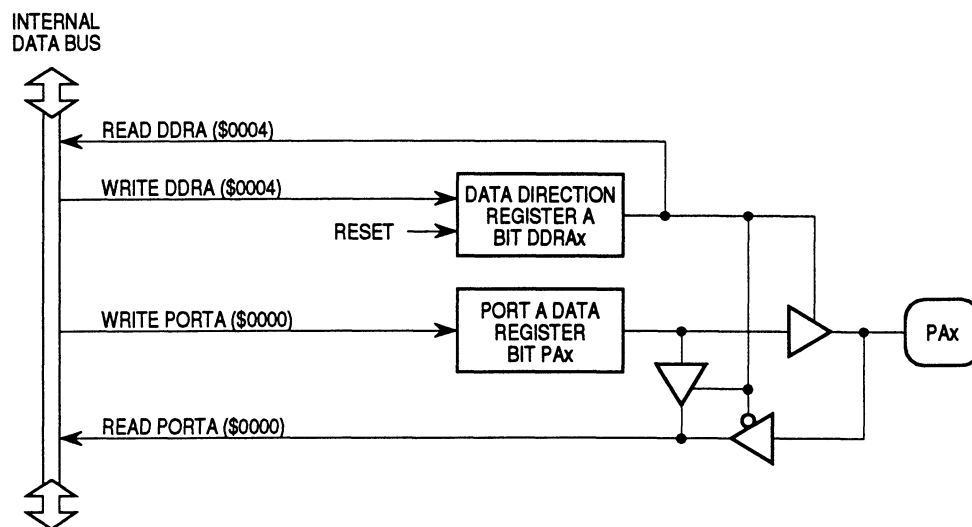 INTERNAL
DATA BUS
READ DDRA ($0004)
WRITE DDRA ($0004)
RESET
DATA DIRECTION
REGISTER A
BIT DDRAx
WRITE PORTA ($0000)
PORT A DATA
REGISTER
BIT PAx
PAx
READ PORTA ($0000)